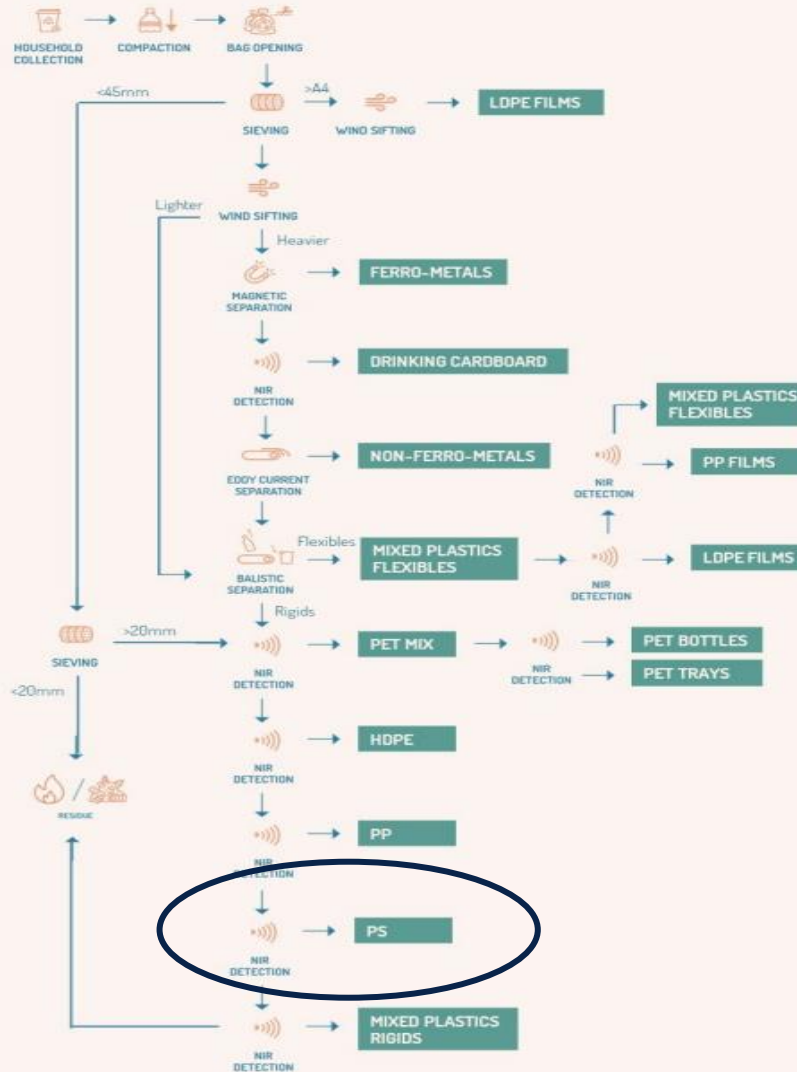 HOUSEHOLD
COLLECTION
COMPACTION
BAG OPENING
<45mm
>A4
SIEVING
WIND SIFTING
LDPE FILMS
Lighter
WIND SIFTING
Heavier
MAGNETIC
SEPARATION
FERRO-METALS
NIR
DETECTION
DRINKING CARDBOARD
EDDY CURRENT
SEPARATION
NON-FERRO-METALS
MIXED PLASTICS
FLEXIBLES
NIR
DETECTION
PP FILMS
BALISTIC
SEPARATION
Flexibles
MIXED PLASTICS
FLEXIBLES
NIR
DETECTION
LDPE FILMS
Rigids
SIEVING
>20mm
<20mm
NIR
DETECTION
PET MIX
NIR
DETECTION
PET BOTTLES
PET TRAYS
NIR
DETECTION
HDPE
RESIDUE
NIR
DETECTION
PP
NIR
DETECTION
PS
NIR
DETECTION
MIXED PLASTICS
RIGIDS